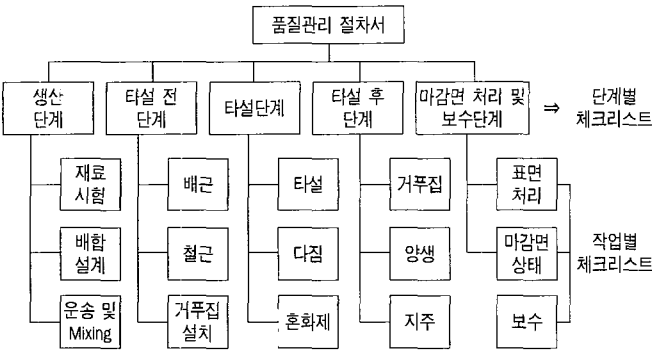 품질관리 절차서
생산
단계
타설 전
단계
타설단계
타설 후
단계
마감면 처리 및
보수단계
⇒
단계별
체크리스트
재료
시험
배근
타설
거푸집
표면
처리
배합
설계
철근
다짐
양생
마감면
상태
작업별
체크리스트
운송 및
Mixing
거푸집
설치
혼화제
지주
보수